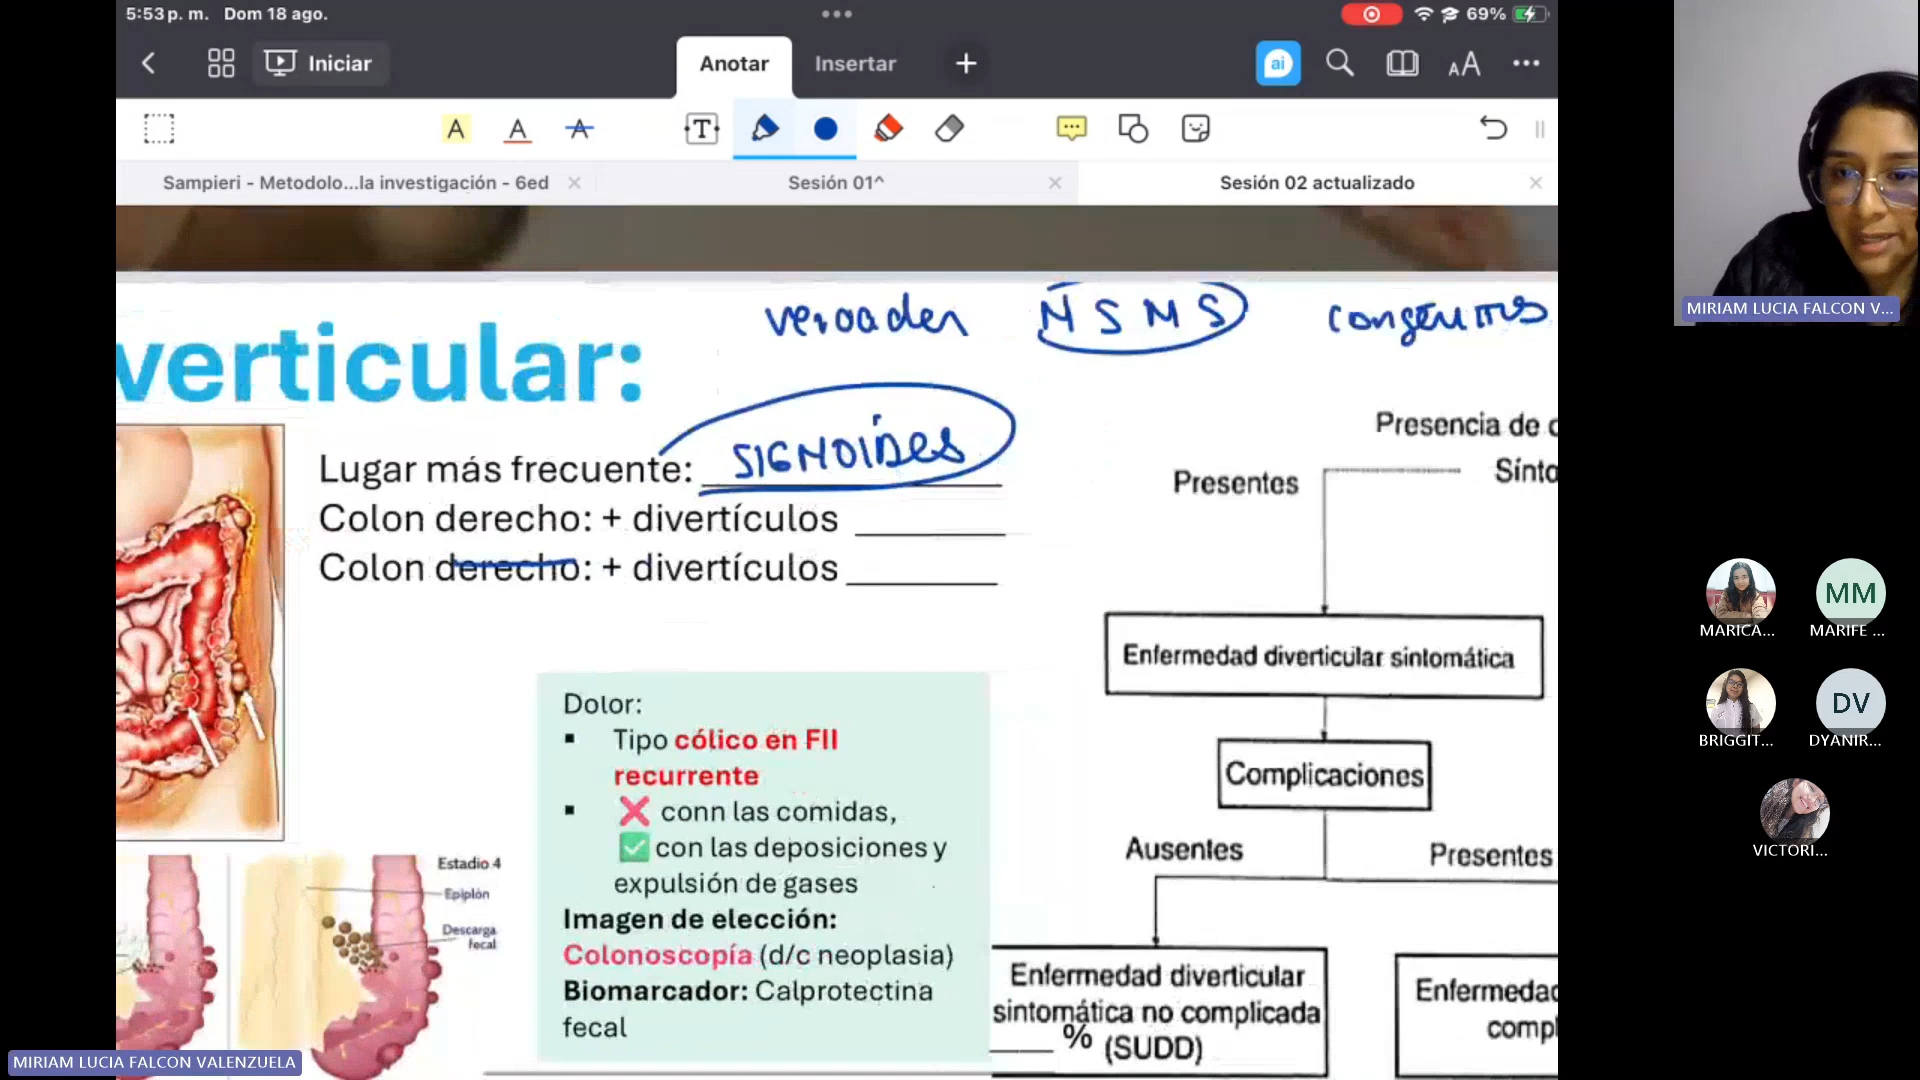 5:53 p. m. Dom 18 ago.
69%
Iniciar
Anotar
Insertar
ai
AA
A A A T
Sampieri - Metodolo...la investigación - 6ed
Sesión 01^
Sesión 02 actualizado
MIRIAM LUCIA FALCON V...
M S M S
verticular:
SIGMOIDES
Lugar más frecuente:
Colon derecho: + divertículos
Colon derecho: + divertículos
Presencia de
Presentes
Sínto
Enfermedad diverticular sintomática
Complicaciones
Ausentes
Presentes
Enfermedad diverticular
sintomática no complicada
% (SUDD)
Enfermedad
compl
Dolor:
Tipo cólico en FII
recurrente
❌ conn las comidas,
✅ con las deposiciones y
expulsión de gases
Imagen de elección:
Colonoscopía (d/c neoplasia)
Biomarcador: Calprotectina
fecal
Estadio 4
Epiplón
Descarga
fecal
MARICA...
MM
MARIFE ...
BRIGGIT...
DV
DYANIR...
VICTORI...
MIRIAM LUCIA FALCON VALENZUELA